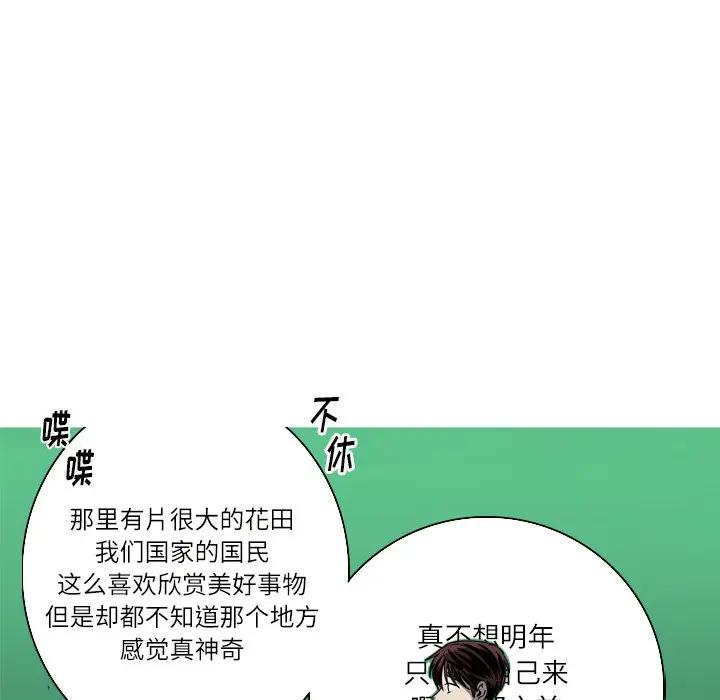 喋
喋
不
休
那里有片很大的花田
我们国家的国民
这么喜欢欣赏美好事物
但是却都不知道那个地方
感觉真神奇
真不想明年
只 己来